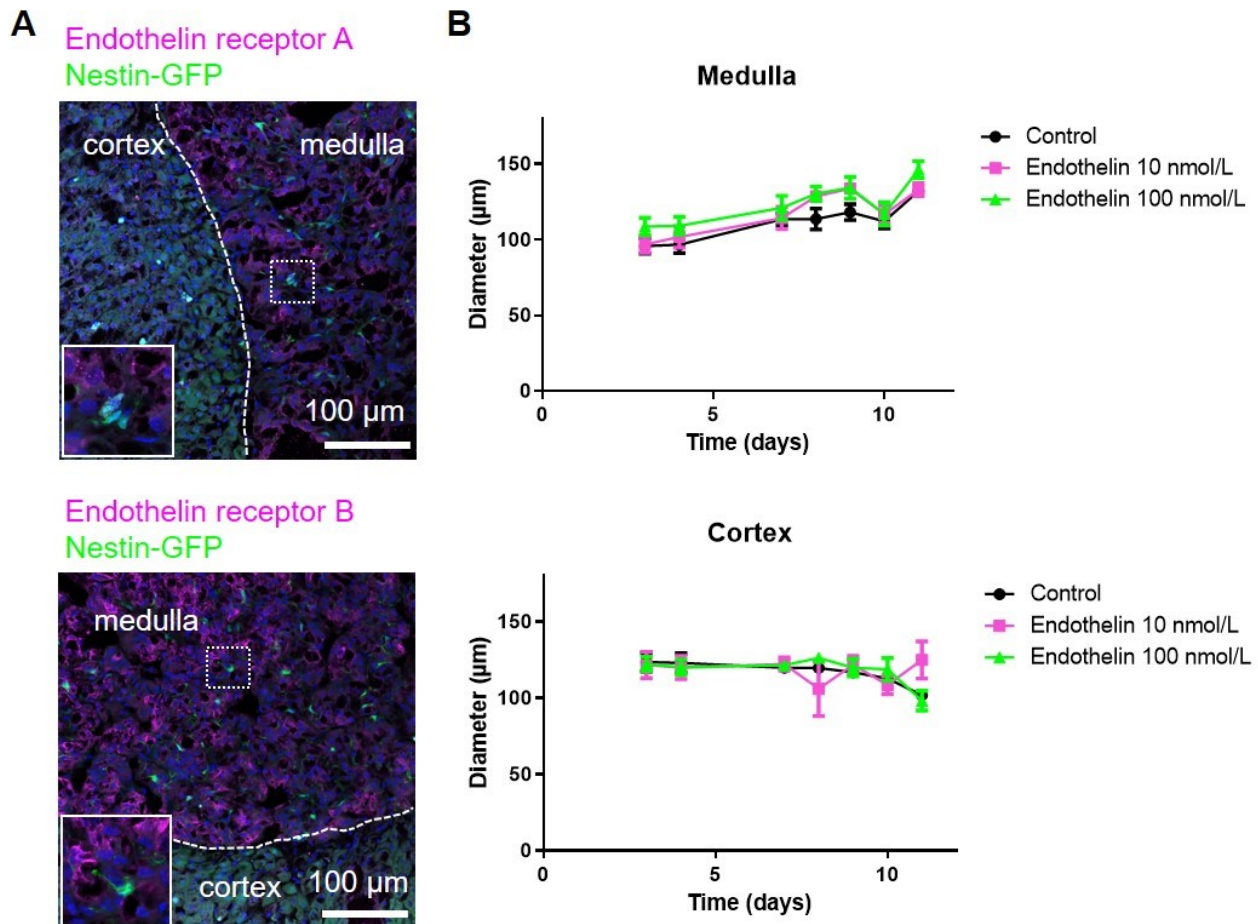 A
Endothelin receptor A
Nestin-GFP
cortex
medulla
100 µm
Endothelin receptor B
Nestin-GFP
medulla
cortex
100 µm
B
Medulla
Diameter (µm)
150
100
50
0
0 5 10
Time (days)
Control
Endothelin 10 nmol/L
Endothelin 100 nmol/L
Cortex
Diameter (µm)
150
100
50
0
0 5 10
Time (days)
Control
Endothelin 10 nmol/L
Endothelin 100 nmol/L